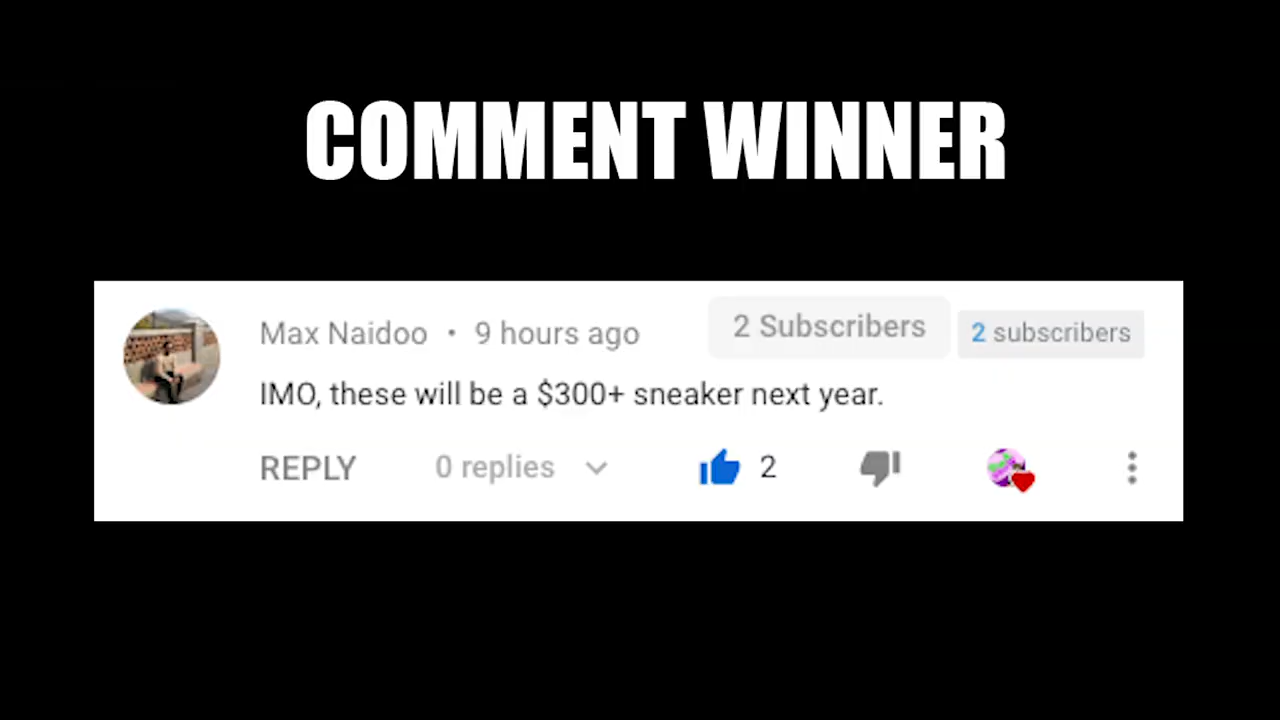 COMMENT WINNER
Max Naidoo • 9 hours ago 2 Subscribers 2 subscribers
IMO, these will be a $300+ sneaker next year.
REPLY 0 replies 2